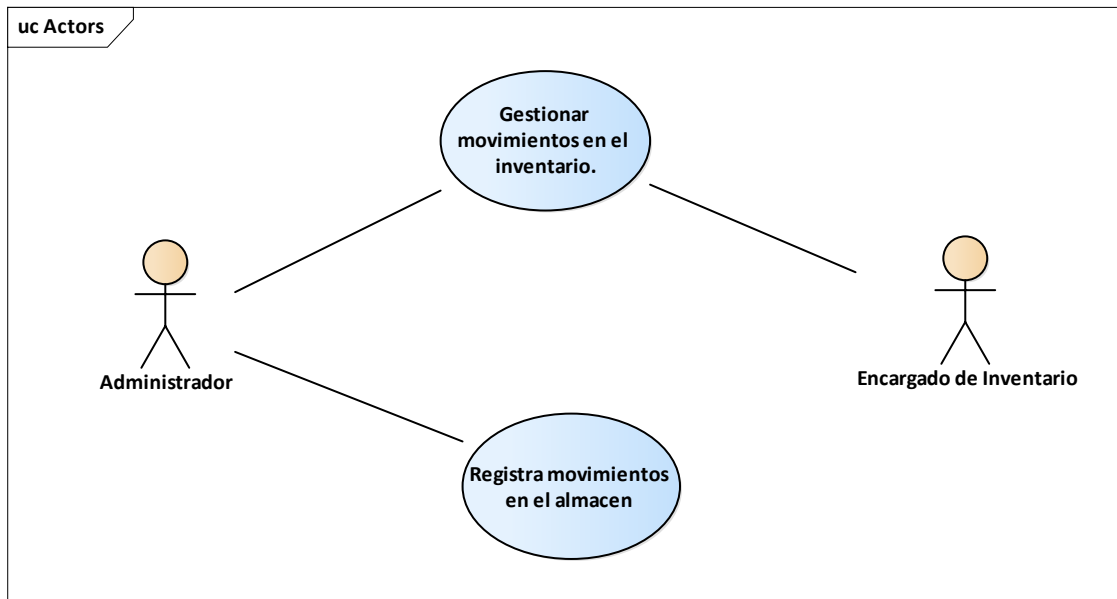 uc Actors
Gestionar
movimientos en el
inventario.
Administrador
Encargado de Inventario
Registra movimientos
en el almacen